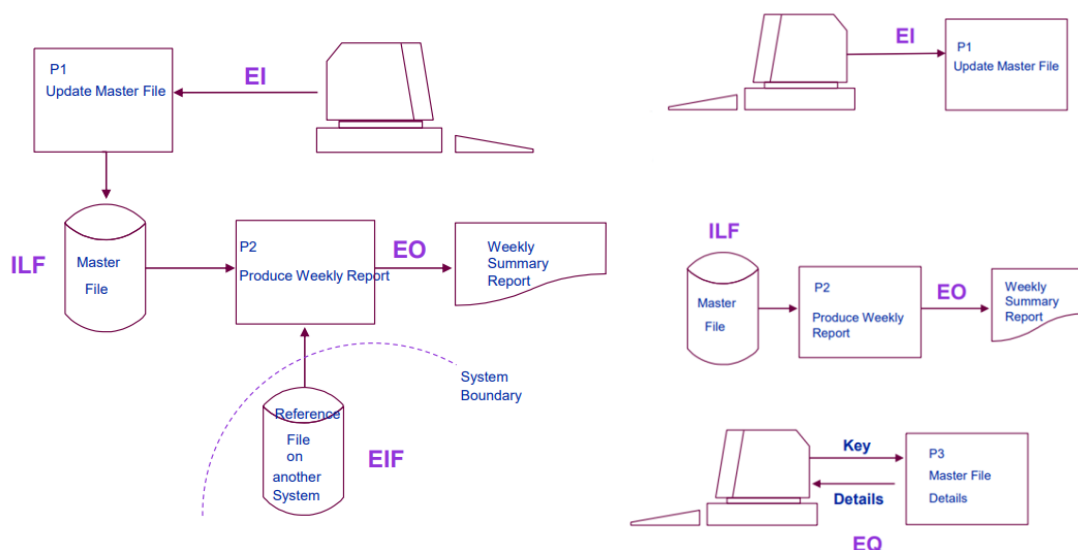 P1
Update Master File
EI
ILF
Master
File
P2
Produce Weekly Report
EO
Weekly
Summary
Report
System
Boundary
Reference
File
on
another
System
EIF
EI
P1
Update Master File
ILF
Master
File
P2
Produce Weekly
Report
EO
Weekly
Summary
Report
Key
Details
P3
Master File
Details
EQ